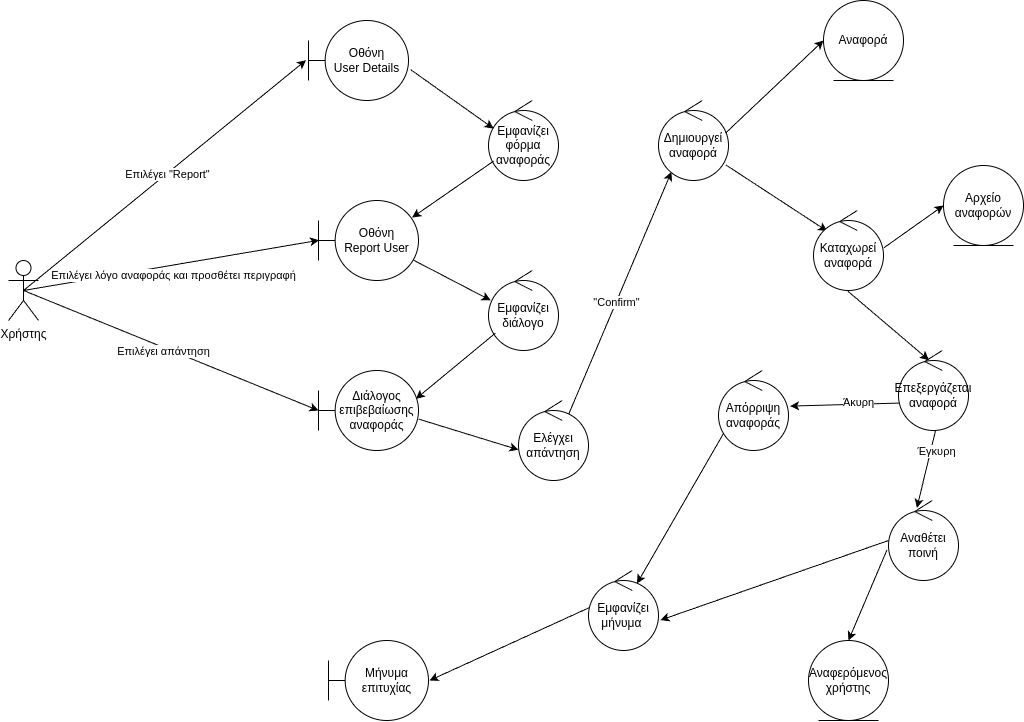 Αναφορά
Οθόνη
User Details
Εμφανίζει
φόρμα
αναφοράς
Δημιουργεί
αναφορά
Επιλέγει "Report"
Αρχείο
αναφορών
Οθόνη
Report User
Καταχωρεί
αναφορά
Επιλέγει λόγο αναφοράς και προσθέτει περιγραφή
Χρήστης
"Confirm"
Εμφανίζει
διάλογο
Επιλέγει απάντηση
Διάλογος
επιβεβαίωσης
αναφοράς
Επεξεργάζεται
αναφορά
Άκυρη
Απόρριψη
αναφοράς
Ελέγχει
απάντηση
Έγκυρη
Αναθέτει
ποινή
Εμφανίζει
μήνυμα
Μήνυμα
επιτυχίας
Αναφερόμενος
χρήστης